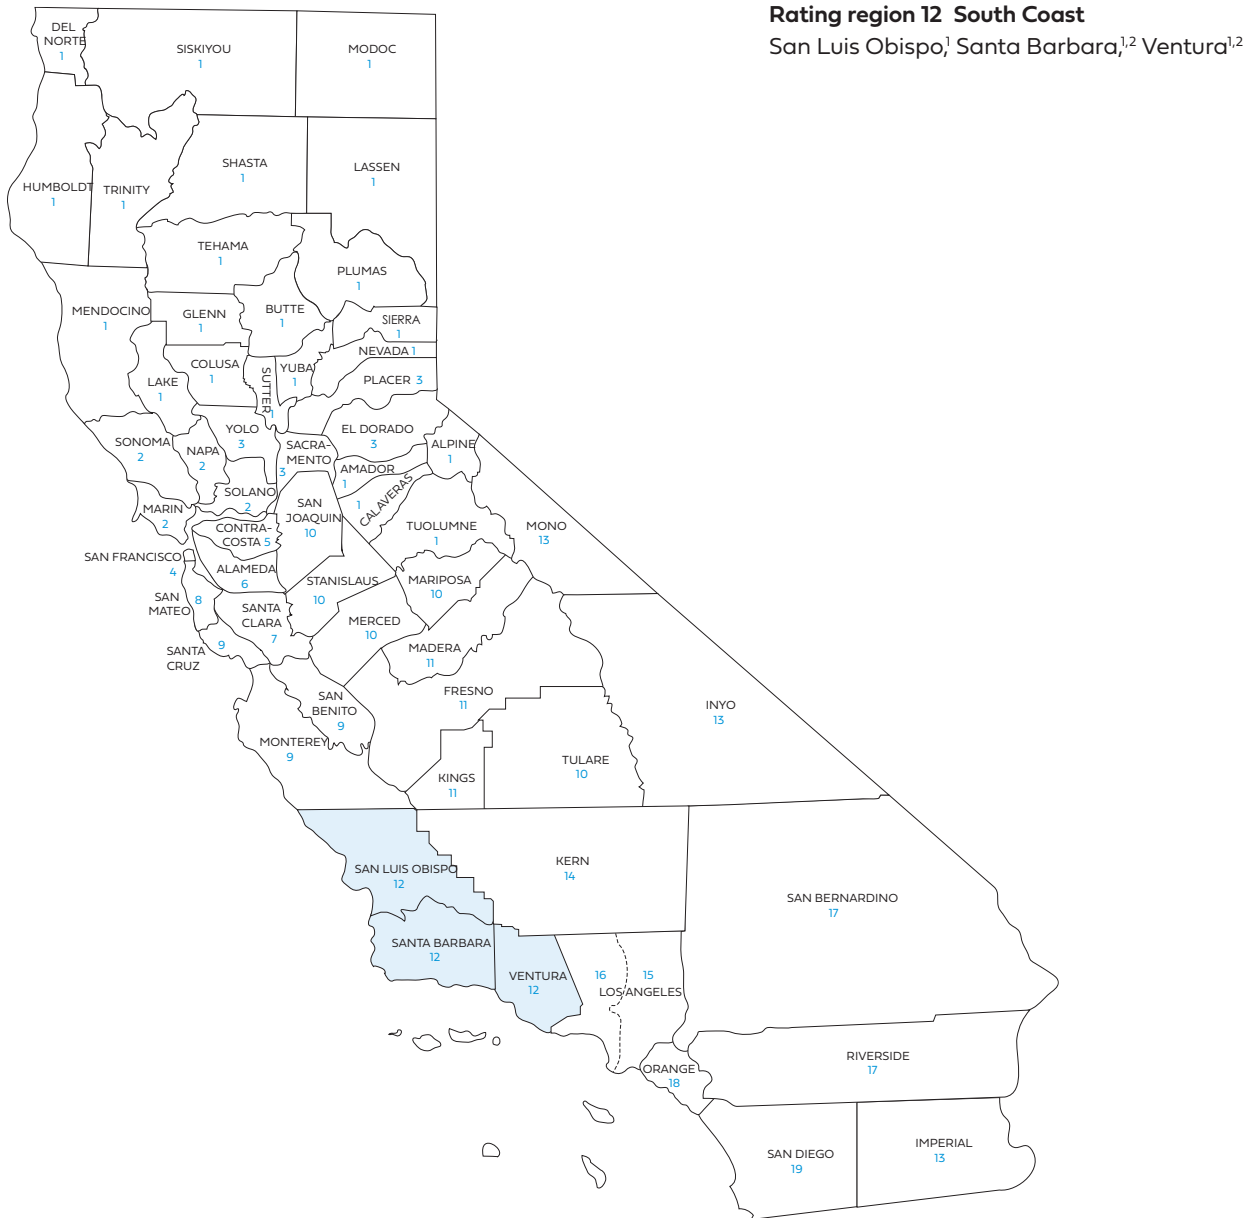 Rating region 12 South Coast
San Luis Obispo,1 Santa Barbara,1,2 Ventura1,2
DEL
NORTE
1
SISKIYOU
1
MODOC
1
SHASTA
1
LASSEN
1
HUMBOLDT
1
TRINITY
1
TEHAMA
1
PLUMAS
1
MENDOCINO
1
GLENN
1
BUTTE
1
SIERRA
1
NEVADA 1
COLUSA
1
SUTTER
1
YUBA
1
PLACER 3
LAKE
1
SONOMA
2
NAPA
2
YOLO
3
SACRA-
MENTO
3
EL DORADO
3
ALPINE
1
AMADOR
1
CALAVERAS
1
SOLANO
2
MARIN
2
SAN
JOAQUIN
10
CONTRA-
COSTA 5
TUOLUMNE
1
MONO
13
SAN FRANCISCO
4
ALAMEDA
6
STANISLAUS
10
MARIPOSA
10
SAN
MATEO
8
SANTA
CLARA
7
MERCED
10
SANTA
CRUZ
9
MADERA
11
FRESNO
11
SAN
BENITO
9
INYO
13
MONTEREY
9
KINGS
11
TULARE
10
SAN LUIS OBISPO
12
KERN
14
SAN BERNARDINO
17
SANTA BARBARA
12
VENTURA
12
16
15
LOS ANGELES
RIVERSIDE
17
ORANGE
18
SAN DIEGO
19
IMPERIAL
13